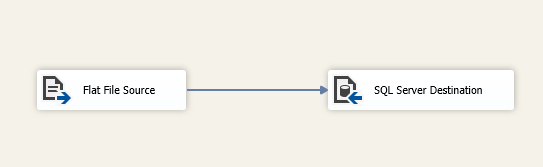 Flat File Source
SQL Server Destination